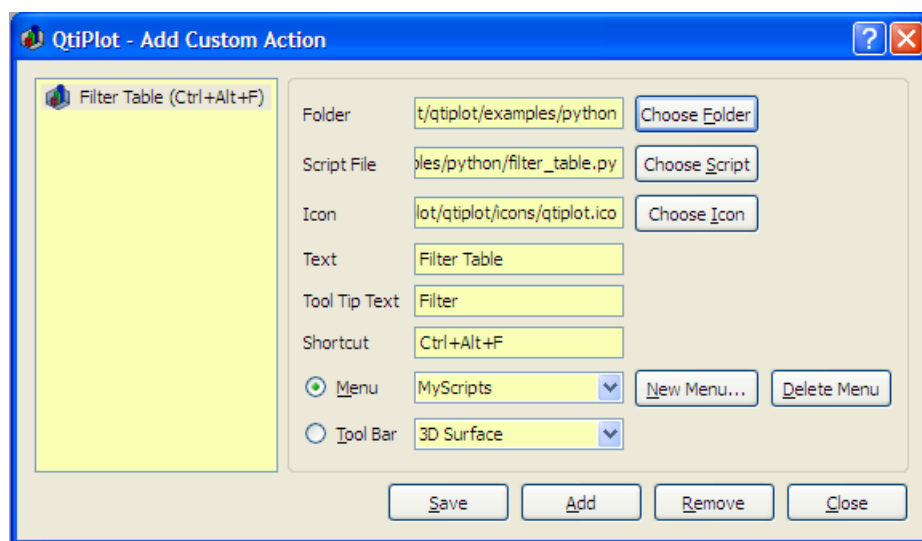 QtiPlot - Add Custom Action
Filter Table (Ctrl+Alt+F)
Folder t/qtiplot/examples/python Choose Folder
Script File ples/python/filter_table.py Choose Script
Icon lot/qtiplot/icons/qtiplot.ico Choose Icon
Text Filter Table
Tool Tip Text Filter
Shortcut Ctrl+Alt+F
Menu MyScripts New Menu... Delete Menu
Tool Bar 3D Surface
Save Add Remove Close